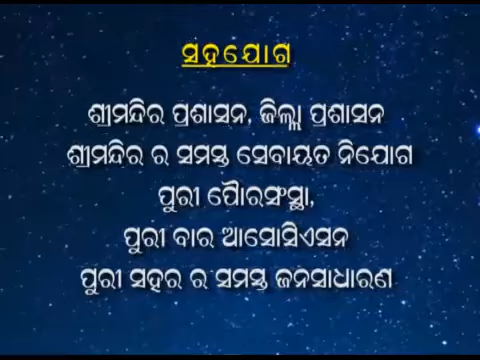 ସହଯୋଗ
ଶ୍ରୀମନ୍ଦିର ପ୍ରଶାସନ, ଜିଲ୍ଲା ପ୍ରଶାସନ
ଶ୍ରୀମନ୍ଦିର ର ସମସ୍ତ ସେବାୟତ ନିଯୋଗ
ପୁରୀ ପୌରସଂସ୍ଥା,
ପୁରୀ ବାର ଆସୋସିଏସନ
ପୁରୀ ସହର ର ସମସ୍ତ ଜନସାଧାରଣ